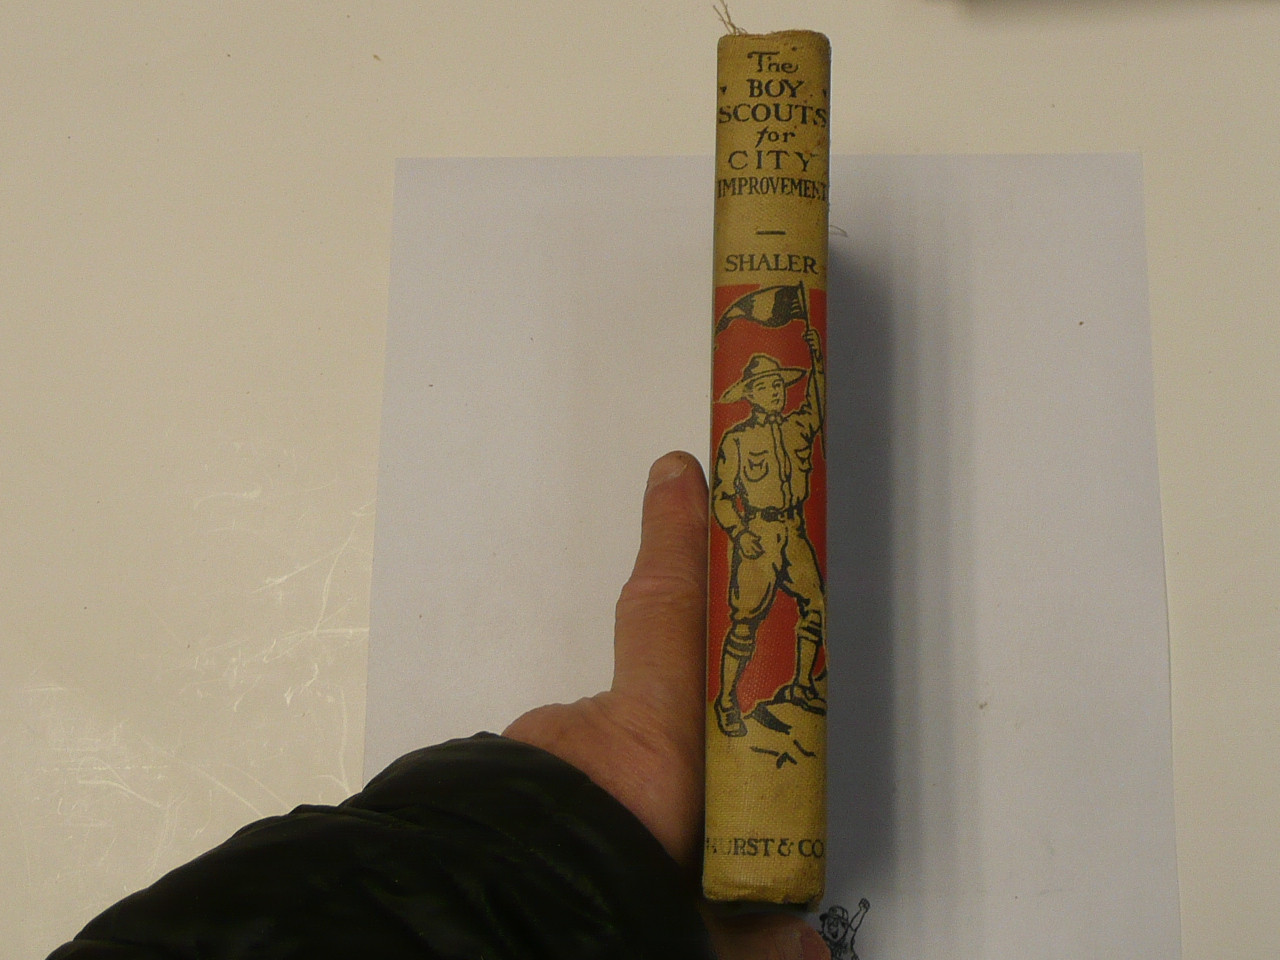 The
BOY
SCOUTS
for
CITY
IMPROVEMENT
SHALER
HURST & CO